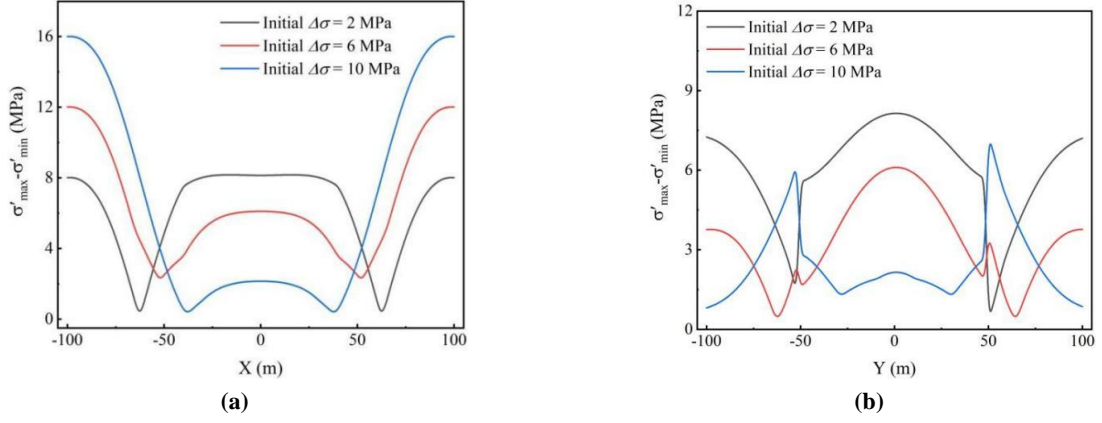 Initial Δσ = 2 MPa
Initial Δσ = 6 MPa
Initial Δσ = 10 MPa
σ′max-σ′min (MPa)
16
12
8
4
0
-100
-50
0
50
100
X (m)
(a)
Initial Δσ = 2 MPa
Initial Δσ = 6 MPa
Initial Δσ = 10 MPa
σ′max-σ′min (MPa)
12
9
6
3
0
-100
-50
0
50
100
Y (m)
(b)